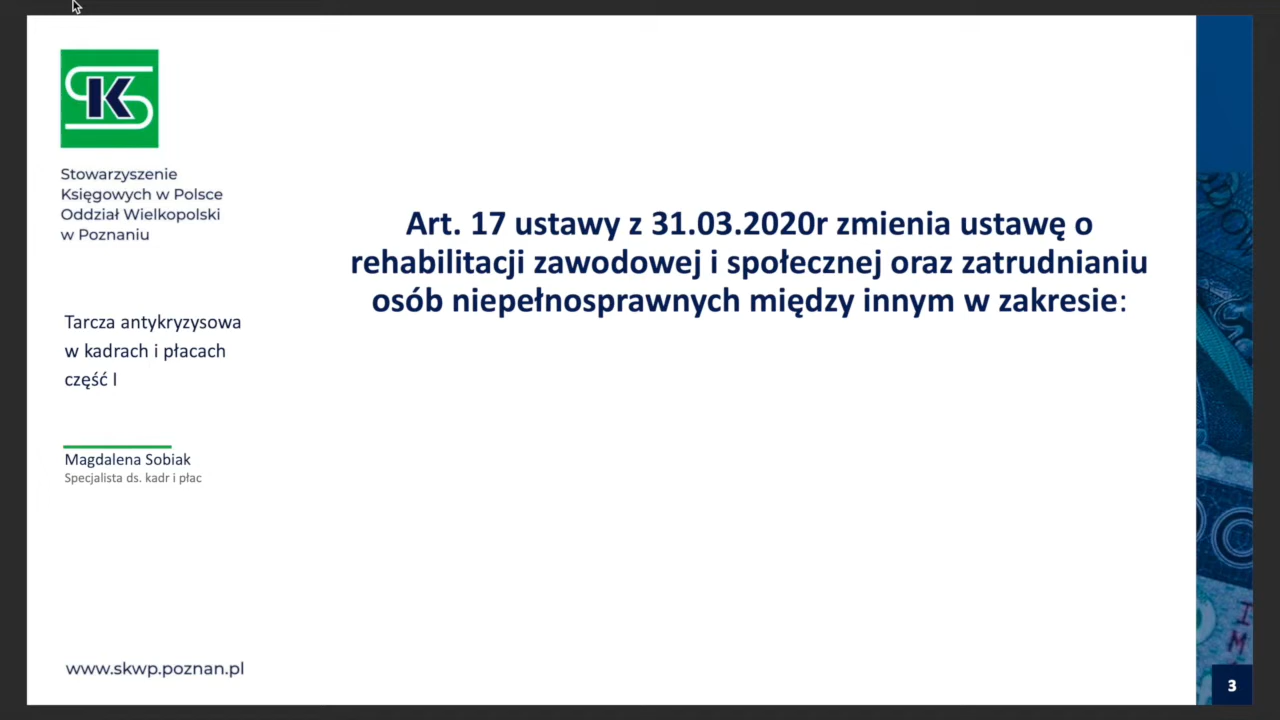 SK
Stowarzyszenie
Księgowych w Polsce
Oddział Wielkopolski
w Poznaniu
Art. 17 ustawy z 31.03.2020r zmienia ustawę o
rehabilitacji zawodowej i społecznej oraz zatrudnianiu
osób niepełnosprawnych między innym w zakresie:
Tarcza antykryzysowa
w kadrach i płacach
część I
Magdalena Sobiak
Specjalista ds. kadr i płac
www.skwp.poznan.pl
3